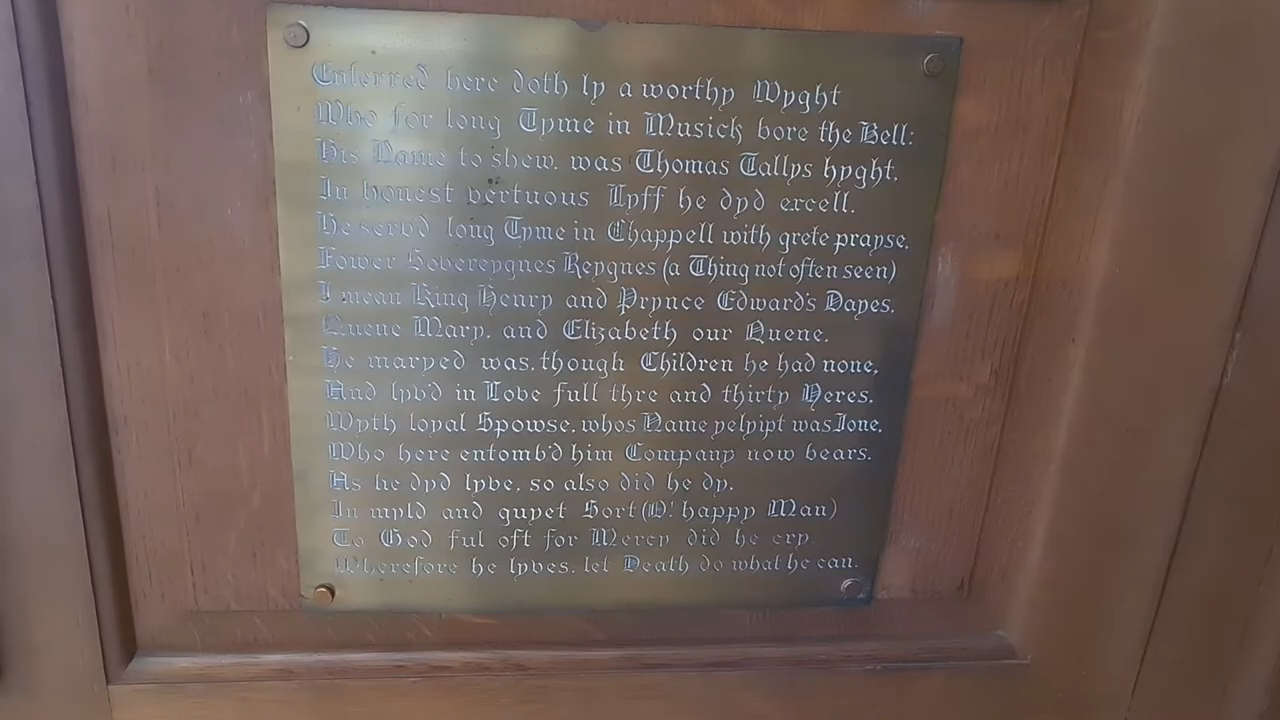 Enterred here doth ly a worthy Wyght
Who for long Tyme in Musick bore the Bell:
His Name to shew, was Thomas Tallys hyght,
In honest vertuous Lyff he dyd excell.
He serv'd long Tyme in Chappell with grete prayse,
Fower Sovereygnes Reygnes (a Thing not often seen)
I mean King Henry and Prynce Edward's Dayes,
Quene Mary, and Elizabeth our Quene.
He maryed was, though Children he had none,
And lyv'd in Love full thre and thirty Yeres,
Wyth loyal Spowse, whos Name yelyipt was Jone,
Who here entomb'd him Company now bears.
As he dyd lyve, so also did he dy,
In myld and quyet Sort (O! happy Man)
To God ful oft for Mercy did he cry
Wherefore he lyves, let Death do what he can.